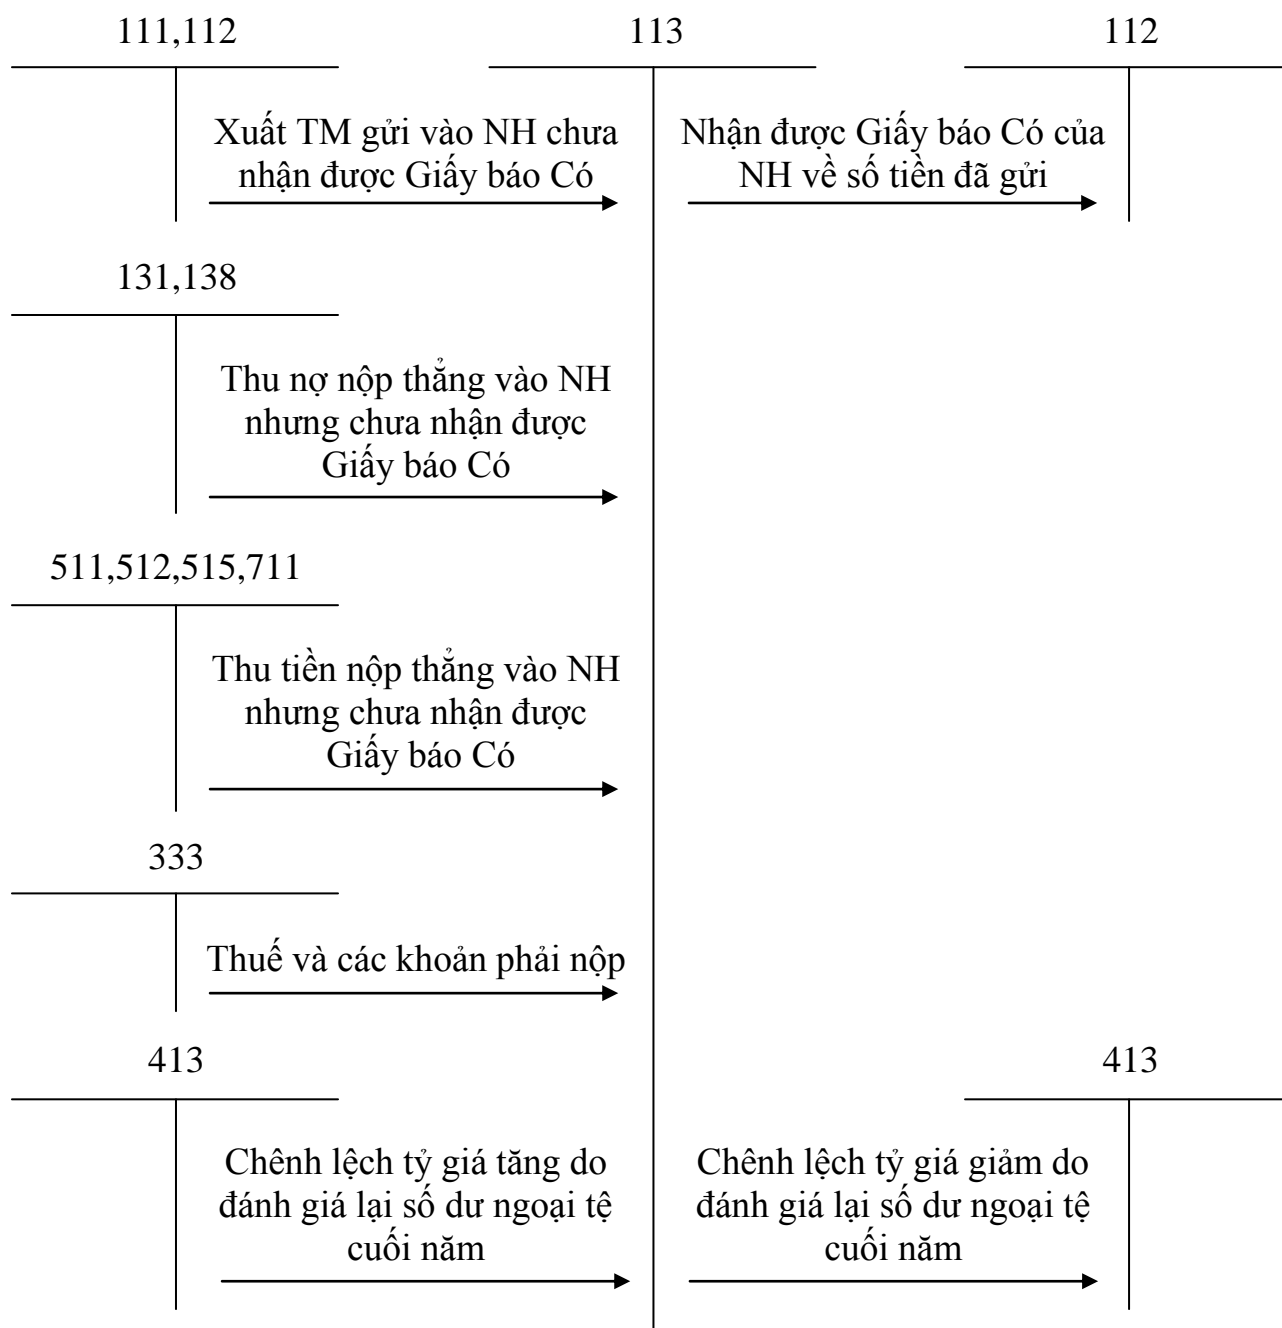 111,112
113
112
Xuất TM gửi vào NH chưa
nhận được Giấy báo Có
Nhận được Giấy báo Có của
NH về số tiền đã gửi
131,138
Thu nợ nộp thẳng vào NH
nhưng chưa nhận được
Giấy báo Có
511,512,515,711
Thu tiền nộp thẳng vào NH
nhưng chưa nhận được
Giấy báo Có
333
Thuế và các khoản phải nộp
413
413
Chênh lệch tỷ giá tăng do
đánh giá lại số dư ngoại tệ
cuối năm
Chênh lệch tỷ giá giảm do
đánh giá lại số dư ngoại tệ
cuối năm